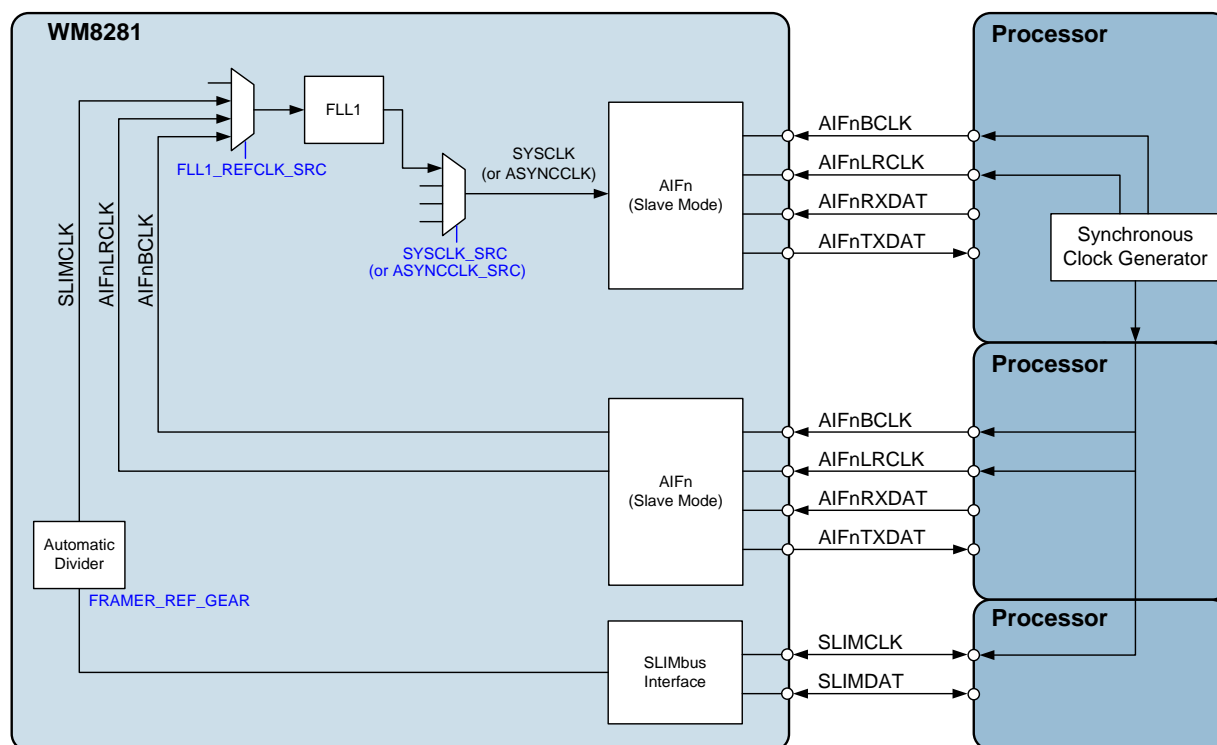 WM8281
Processor
FLL1
FLL1_REFCLK_SRC
SYSCLK
(or ASYNCCLK)
SYSCLK_SRC
(or ASYNCCLK_SRC)
AIFn
(Slave Mode)
AIFnBCLK
AIFnLRCLK
AIFnRXDAT
AIFnTXDAT
Synchronous
Clock Generator
SLIMCLK
AIFnLRCLK
AIFnBCLK
Processor
AIFn
(Slave Mode)
AIFnBCLK
AIFnLRCLK
AIFnRXDAT
AIFnTXDAT
Automatic
Divider
FRAMER_REF_GEAR
Processor
SLIMbus
Interface
SLIMCLK
SLIMDAT